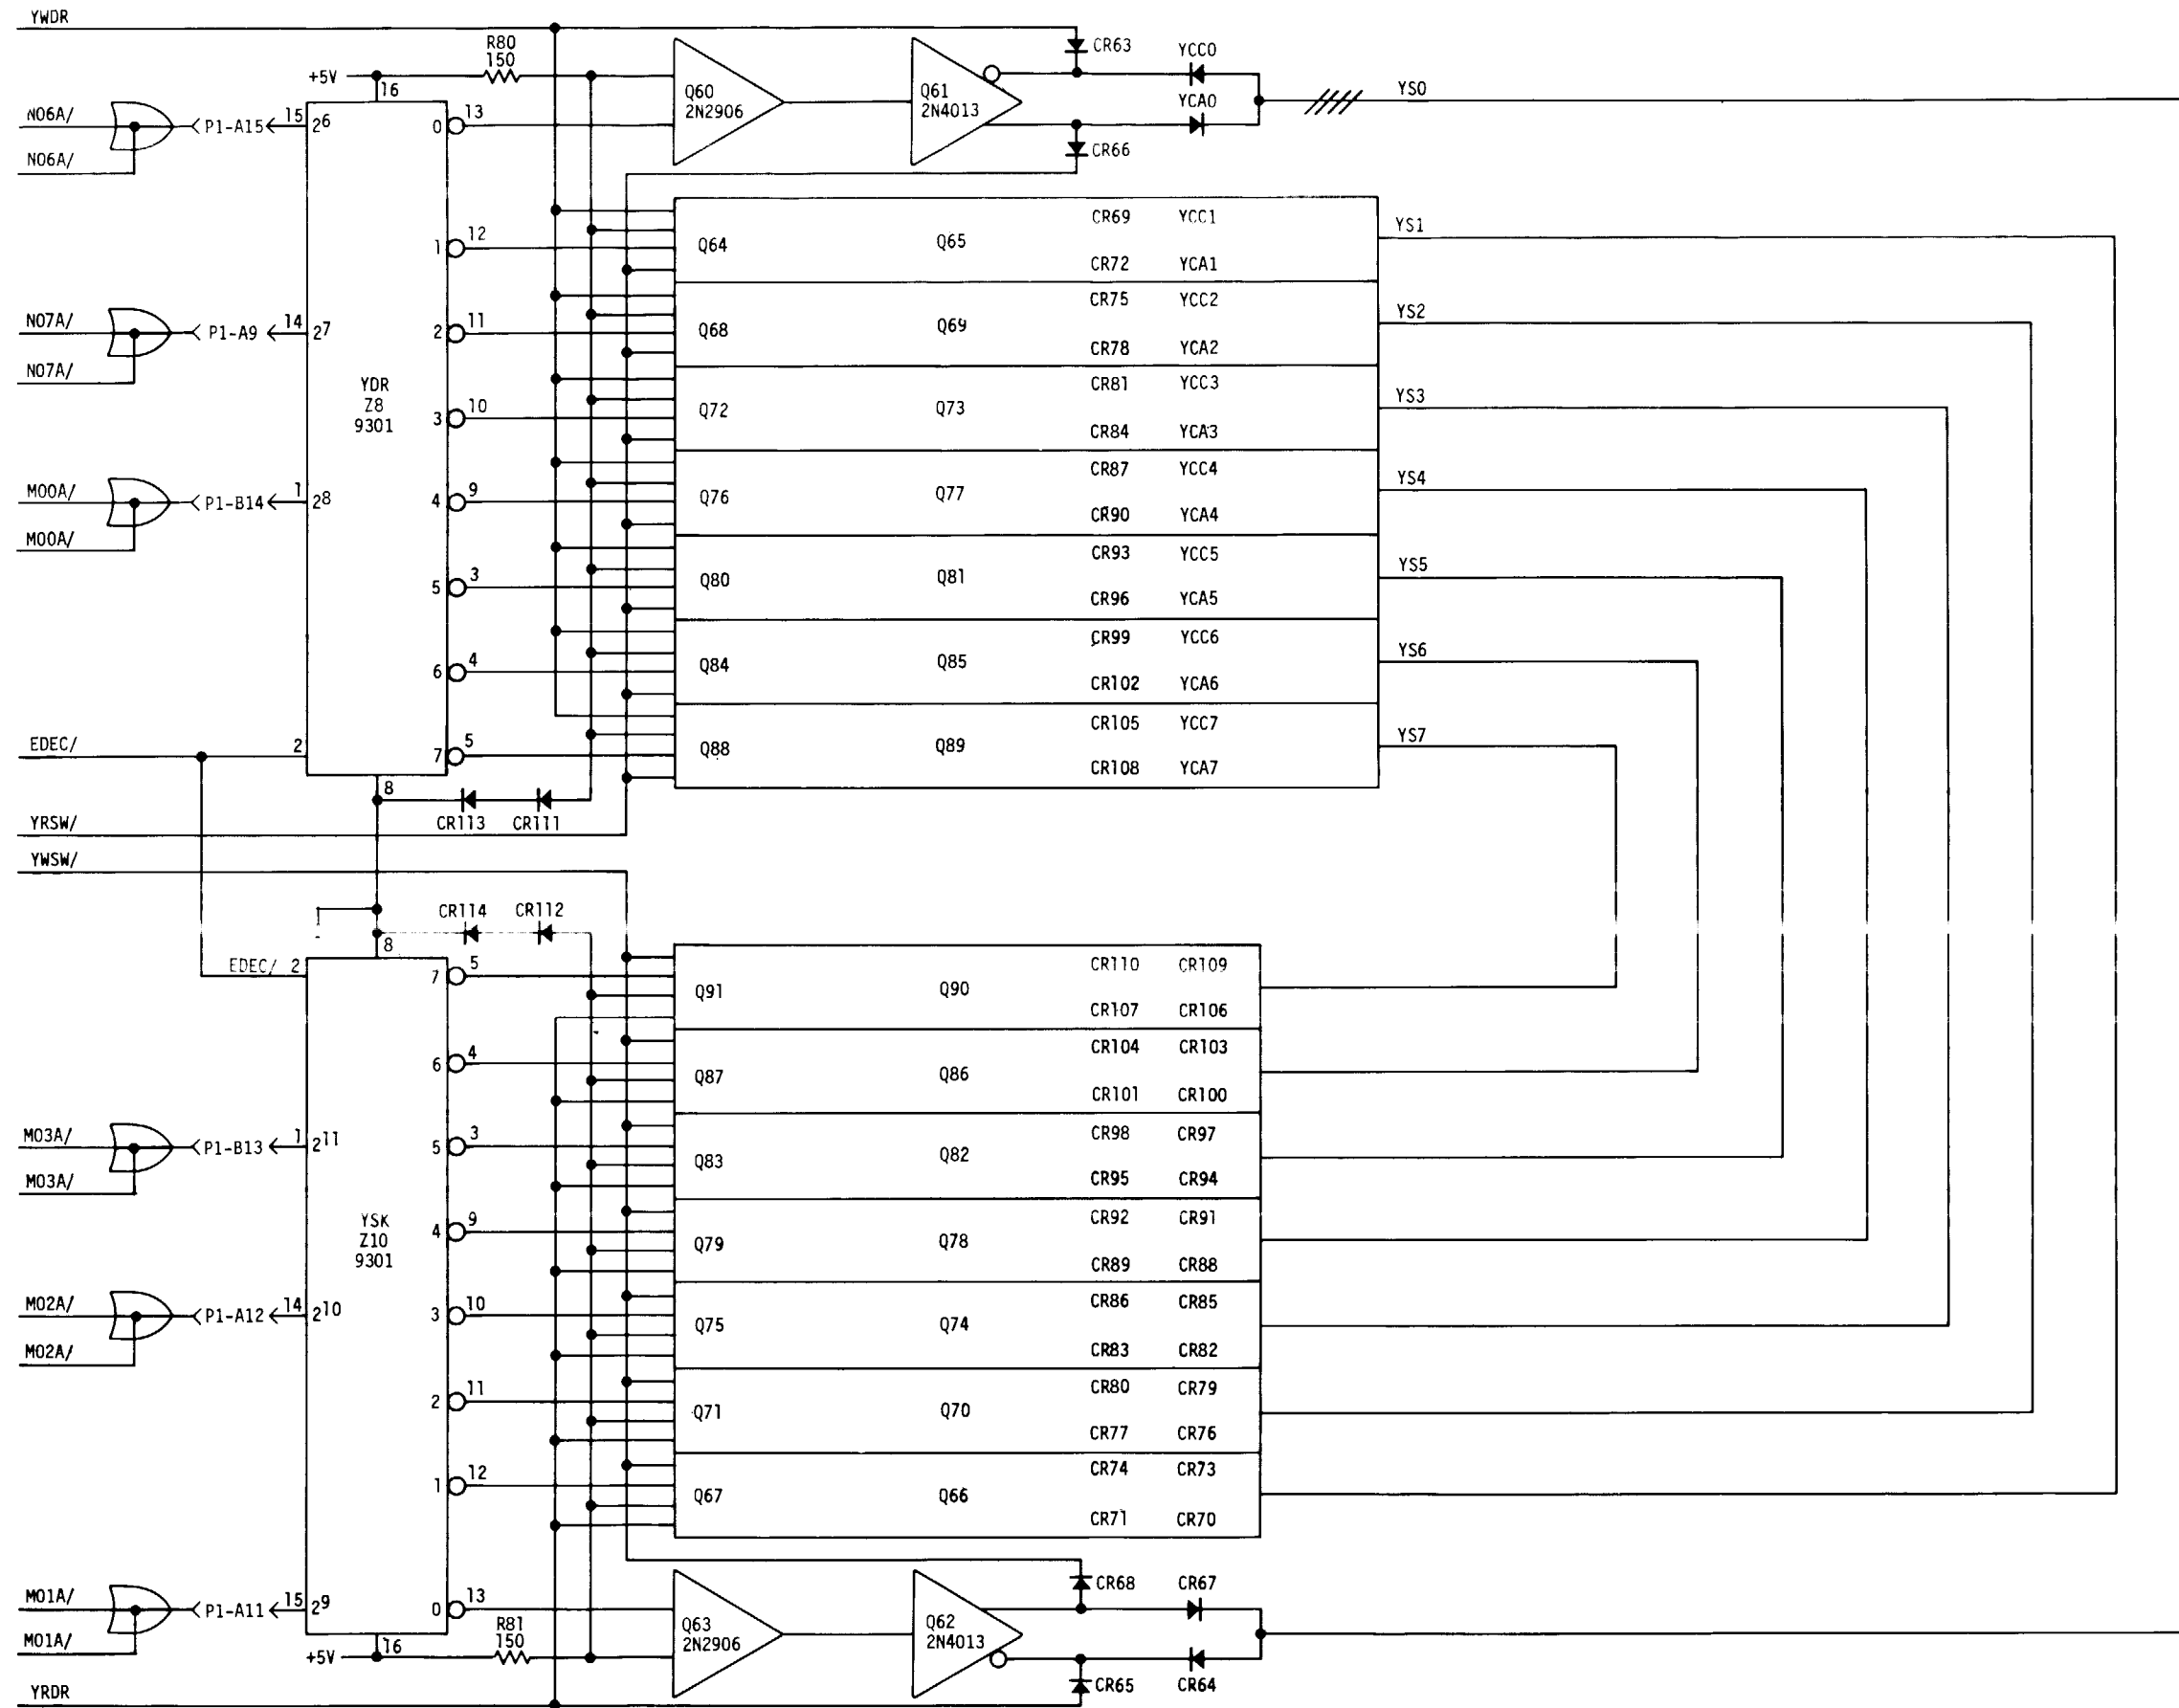 YWDR
R80
150
CR63
YCC0
+5V
16
Q60
2N2906
Q61
2N4013
YS0
N06A/
P1-A15
15
26
0
13
YCA0
N06A/
CR66
CR69 YCC1
YS1
1
12
Q64
Q65
CR72 YCA1
CR75 YCC2
YS2
N07A/
P1-A9
14
27
2
11
Q68
Q69
N07A/
CR78 YCA2
YDR
Z8
9301
CR81 YCC3
YS3
3
10
Q72
Q73
CR84 YCA3
CR87 YCC4
YS4
M00A/
P1-B14
1
28
4
9
Q76
Q77
M00A/
CR90 YCA4
CR93 YCC5
YS5
5
3
Q80
Q81
CR96 YCA5
CR99 YCC6
YS6
6
4
Q84
Q85
CR102 YCA6
CR105 YCC7
YS7
EDEC/
2
7
5
Q88
Q89
CR108 YCA7
8
CR113 CR111
YRSW/
YWSW/
CR114 CR112
8
EDEC/ 2
7
5
CR110 CR109
Q91
Q90
CR107 CR106
6
4
CR104 CR103
Q87
Q86
CR101 CR100
M03A/
P1-B13
1
211
5
3
CR98 CR97
Q83
Q82
M03A/
CR95 CR94
YSK
Z10
9301
4
9
CR92 CR91
Q79
Q78
CR89 CR88
M02A/
P1-A12
14
210
3
10
CR86 CR85
Q75
Q74
M02A/
CR83 CR82
2
11
CR80 CR79
Q71
Q70
CR77 CR76
1
12
CR74 CR73
Q67
Q66
CR71 CR70
M01A/
P1-A11
15
29
0
13
CR68 CR67
M01A/
+5V
16
R81
150
Q63
2N2906
Q62
2N4013
CR65 CR64
YRDR